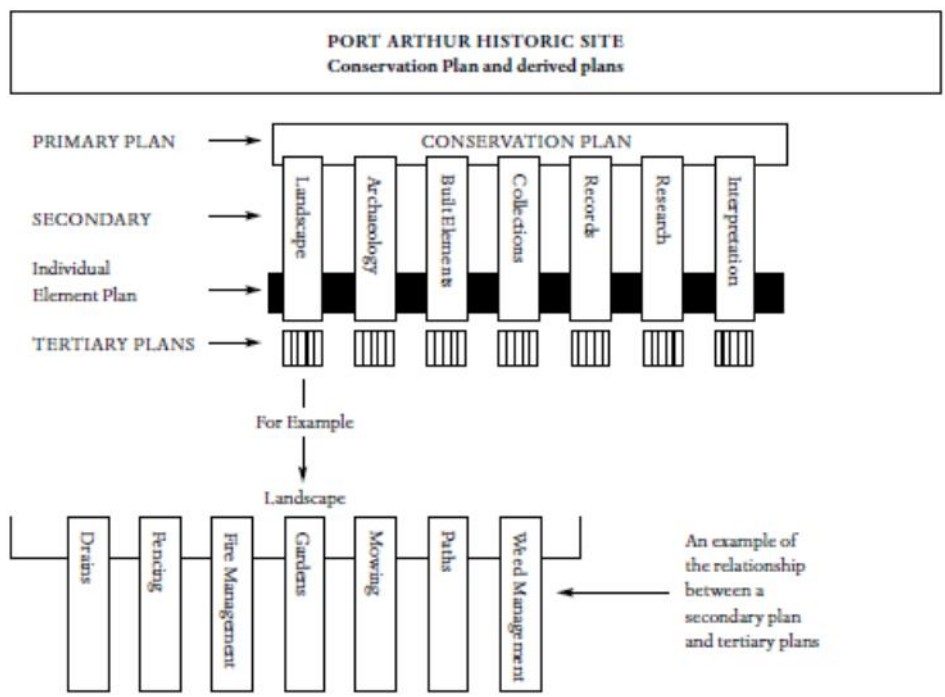 PORT ARTHUR HISTORIC SITE
Conservation Plan and derived plans
PRIMARY PLAN
CONSERVATION PLAN
SECONDARY
Landscape
Archaeology
Built Elements
Collections
Records
Research
Interpretation
Individual
Element Plan
TERTIARY PLANS
For Example
Landscape
Drains
Fencing
Fire Management
Gardens
Mowing
Paths
Weed Management
An example of
the relationship
between a
secondary plan
and tertiary plans